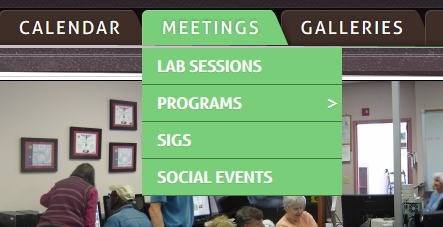 CALENDAR MEETINGS GALLERIES
LAB SESSIONS
PROGRAMS >
SIGS
SOCIAL EVENTS